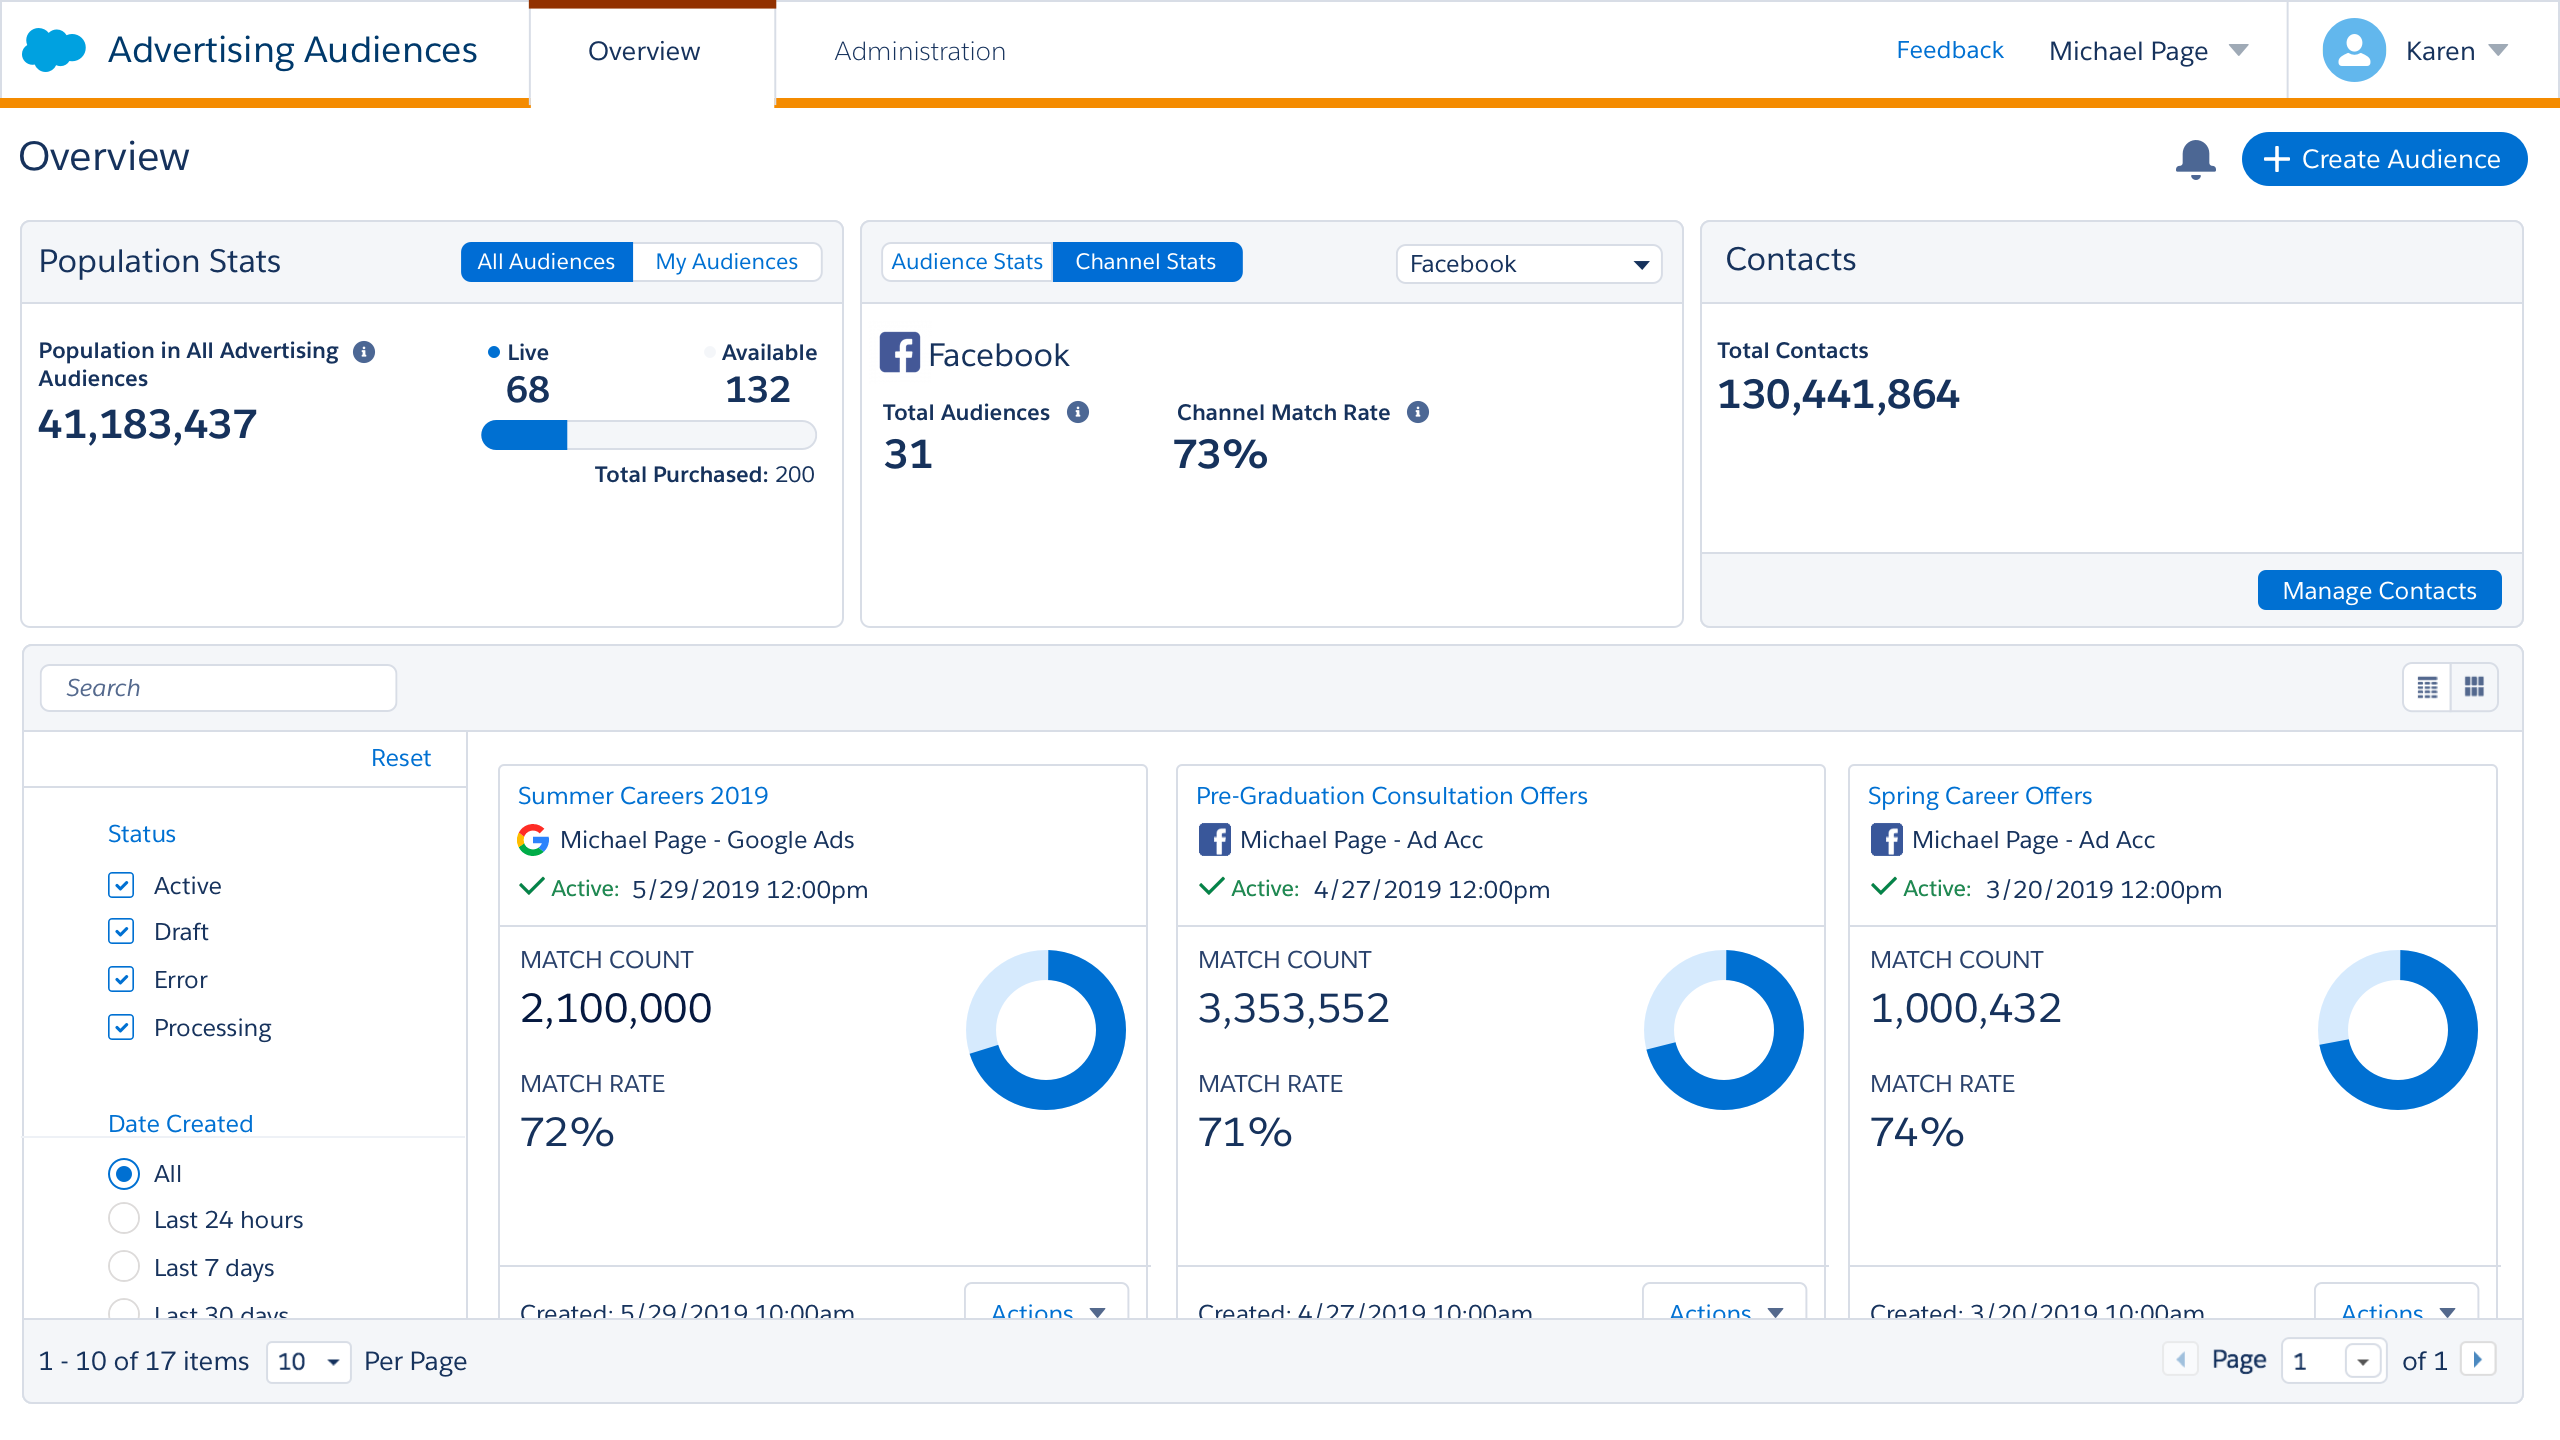 Advertising Audiences
Overview
Administration
Feedback
Michael Page
Karen
Overview
Create Audience
Population Stats
All Audiences
My Audiences
Population in All Advertising
Audiences
41,183,437
Live
68
Available
132
Total Purchased: 200
Audience Stats
Channel Stats
Facebook
Facebook
Total Audiences
31
Channel Match Rate
73%
Contacts
Total Contacts
130,441,864
Manage Contacts
Search
Reset
Status
Active
Draft
Error
Processing
Date Created
All
Last 24 hours
Last 7 days
Last 30 days
Summer Careers 2019
Michael Page - Google Ads
Active: 5/29/2019 12:00pm
MATCH COUNT
2,100,000
MATCH RATE
72%
Created: 5/29/2019 10:00am
Actions
Pre-Graduation Consultation Offers
Michael Page - Ad Acc
Active: 4/27/2019 12:00pm
MATCH COUNT
3,353,552
MATCH RATE
71%
Created: 4/27/2019 10:00am
Actions
Spring Career Offers
Michael Page - Ad Acc
Active: 3/20/2019 12:00pm
MATCH COUNT
1,000,432
MATCH RATE
74%
Created: 3/20/2019 10:00am
Actions
1 - 10 of 17 items 10 Per Page
Page 1 of 1